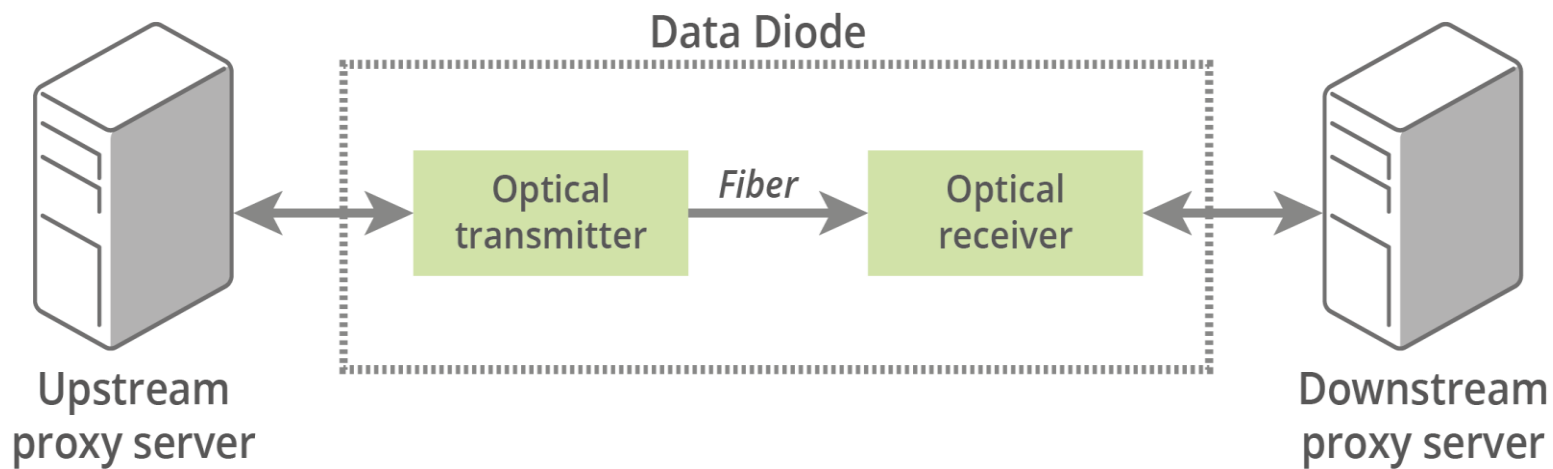 Data Diode
Optical
transmitter
Fiber
Optical
receiver
Upstream
proxy server
Downstream
proxy server